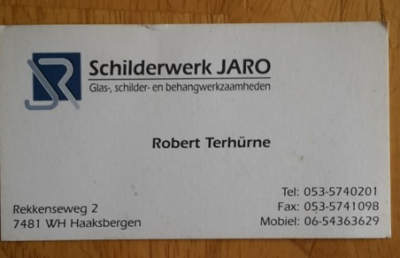 JR
Schilderwerk JARO
Glas-, schilder- en behangwerkzaamheden
Robert Terhürne
Rekkenseweg 2
7481 WH Haaksbergen
Tel: 053-5740201
Fax: 053-5741098
Mobiel: 06-54363629